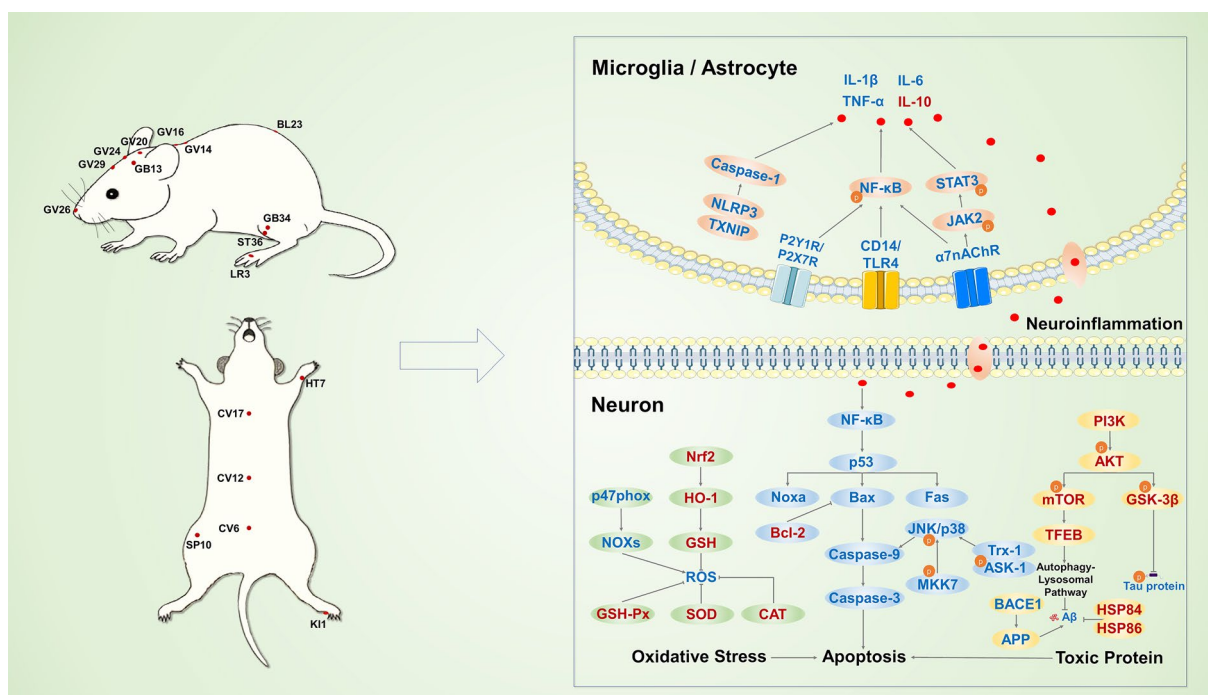 GV16
BL23
GV20
GV14
GV24
GV29
GB13
GV26
GB34
ST36
LR3
HT7
CV17
CV12
CV6
SP10
KI1
Microglia / Astrocyte
IL-1β
IL-6
TNF-α
IL-10
Caspase-1
NLRP3
TXNIP
NF-κB
p
STAT3
p
JAK2
p
P2Y1R/
P2X7R
CD14/
TLR4
α7nAChR
Neuroinflammation
Neuron
NF-κB
p53
Noxa
Bax
Fas
Bcl-2
JNK/p38
p
Caspase-9
Trx-1
p
ASK-1
p
MKK7
Caspase-3
Nrf2
p47phox
HO-1
NOXs
GSH
ROS
GSH-Px
SOD
CAT
PI3K
p
AKT
p
mTOR
p
GSK-3β
TFEB
Autophagy-
Lysosomal
Pathway
p
Tau protein
BACE1
Aβ
HSP84
HSP86
APP
Oxidative Stress
Apoptosis
Toxic Protein